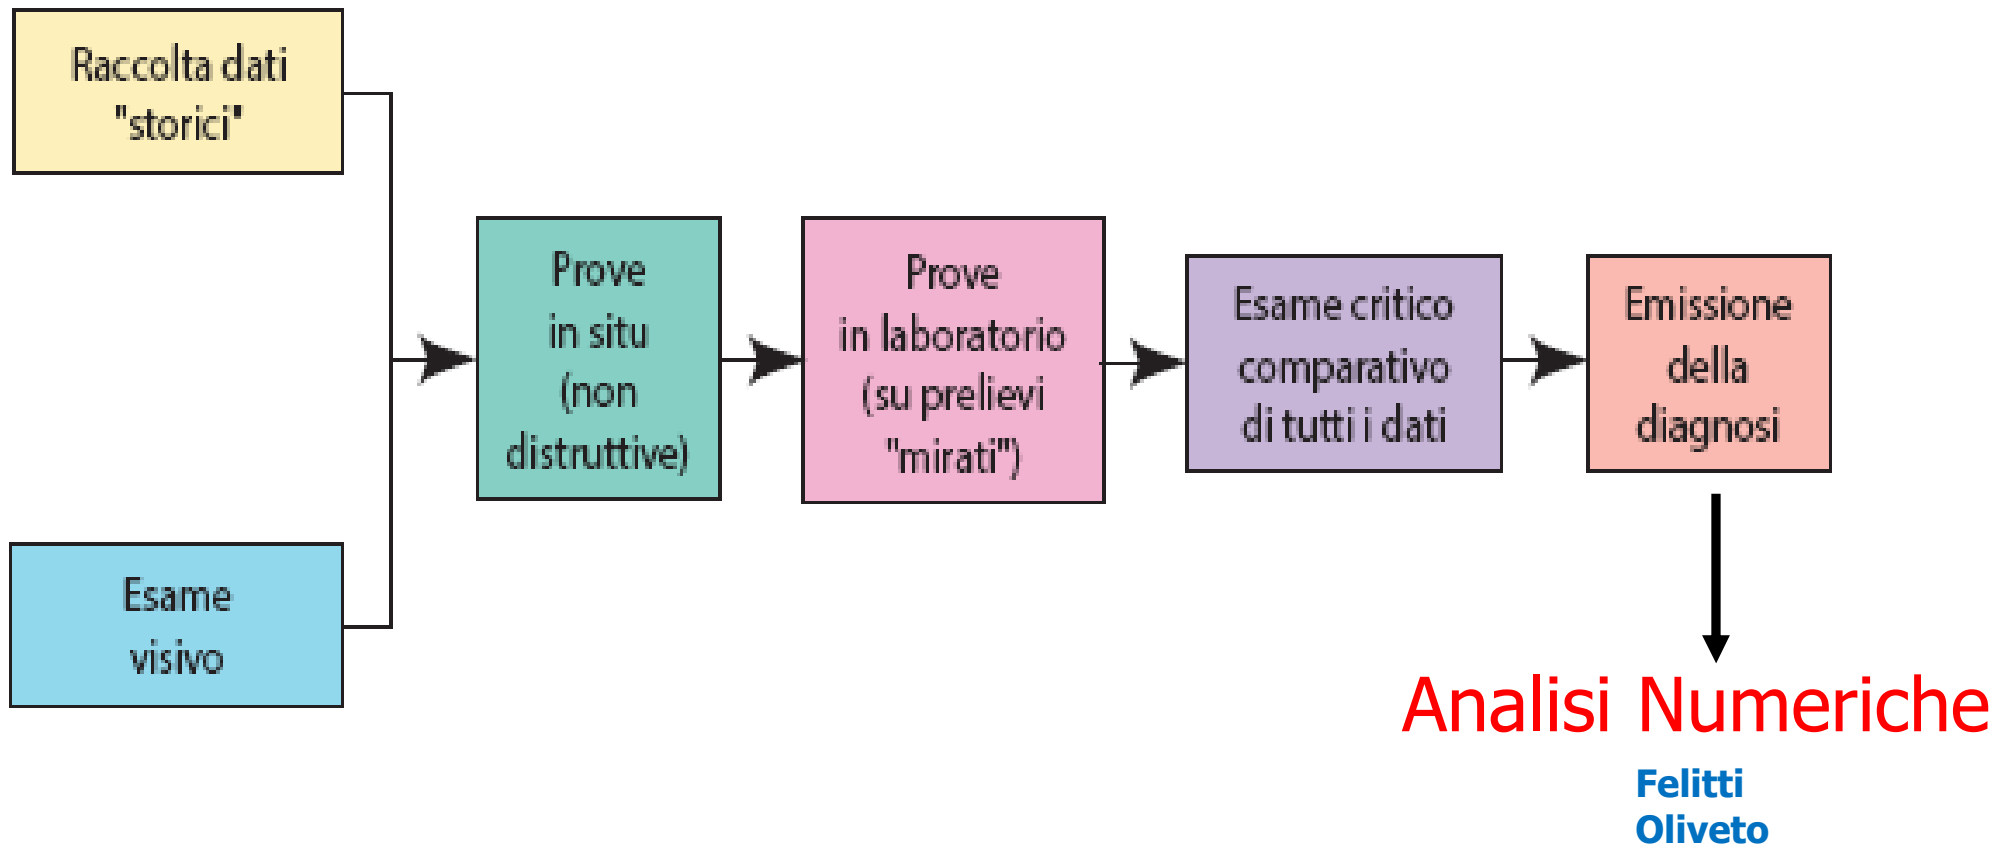 Raccolta dati
"storici"
Esame
visivo
Prove
in situ
(non
distruttive)
Prove
in laboratorio
(su prelievi
"mirati")
Esame critico
comparativo
di tutti i dati
Emissione
della
diagnosi
Analisi Numeriche
Felitti
Oliveto